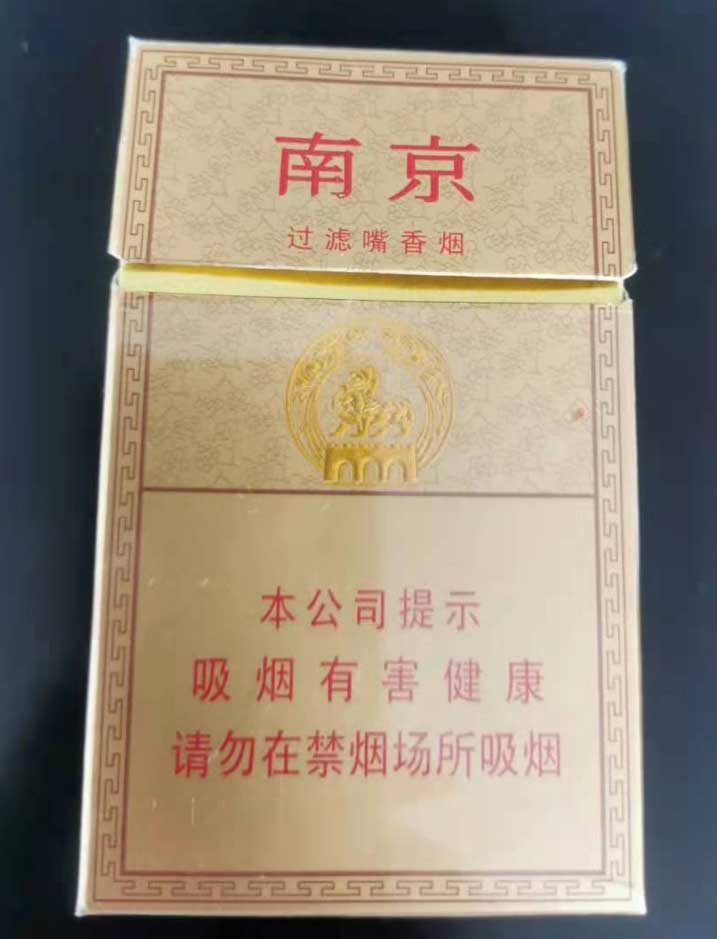 南京
过滤嘴香烟
本公司提示
吸烟有害健康
请勿在禁烟场所吸烟